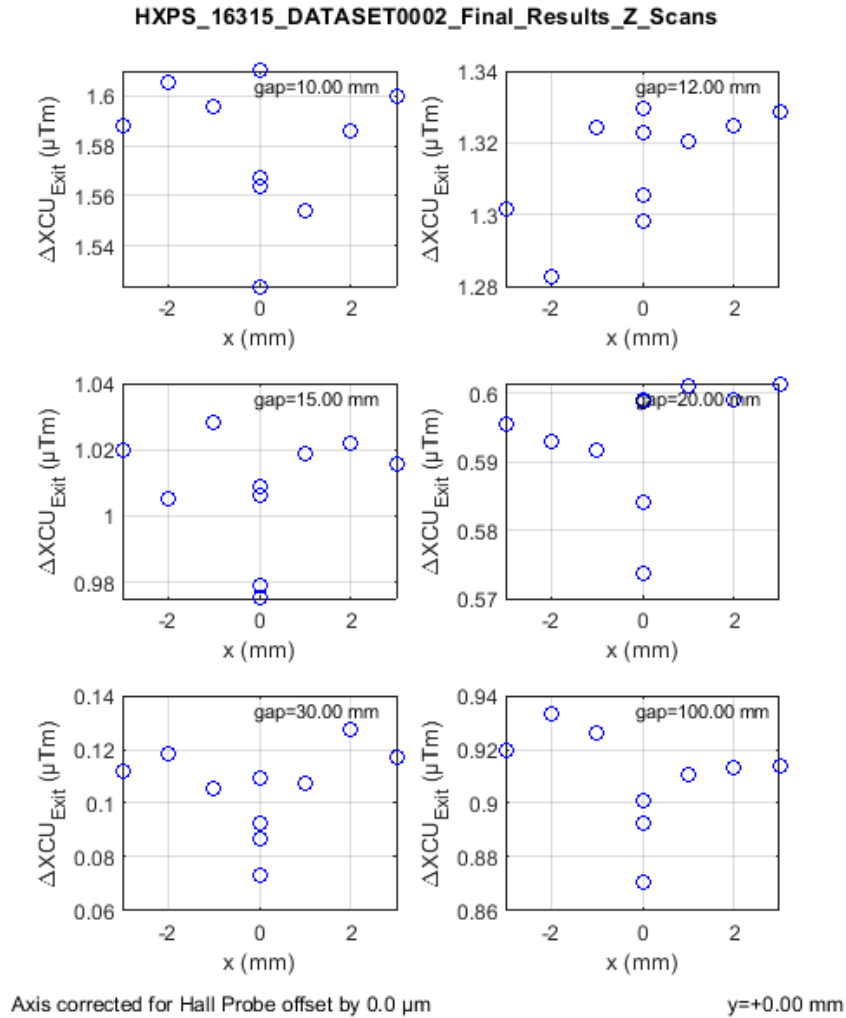 HXPS_16315_DATASET0002_Final_Results_Z_Scans
gap=10.00 mm
1.6
1.58
1.56
1.54
ΔXCU_Exit (µTm)
-2 0 2
x (mm)
gap=12.00 mm
1.34
1.32
1.3
1.28
ΔXCU_Exit (µTm)
-2 0 2
x (mm)
gap=15.00 mm
1.04
1.02
1
0.98
ΔXCU_Exit (µTm)
-2 0 2
x (mm)
gap=20.00 mm
0.6
0.59
0.58
0.57
ΔXCU_Exit (µTm)
-2 0 2
x (mm)
gap=30.00 mm
0.14
0.12
0.1
0.08
0.06
ΔXCU_Exit (µTm)
-2 0 2
x (mm)
gap=100.00 mm
0.94
0.92
0.9
0.88
0.86
ΔXCU_Exit (µTm)
-2 0 2
x (mm)
Axis corrected for Hall Probe offset by 0.0 µm
y=+0.00 mm